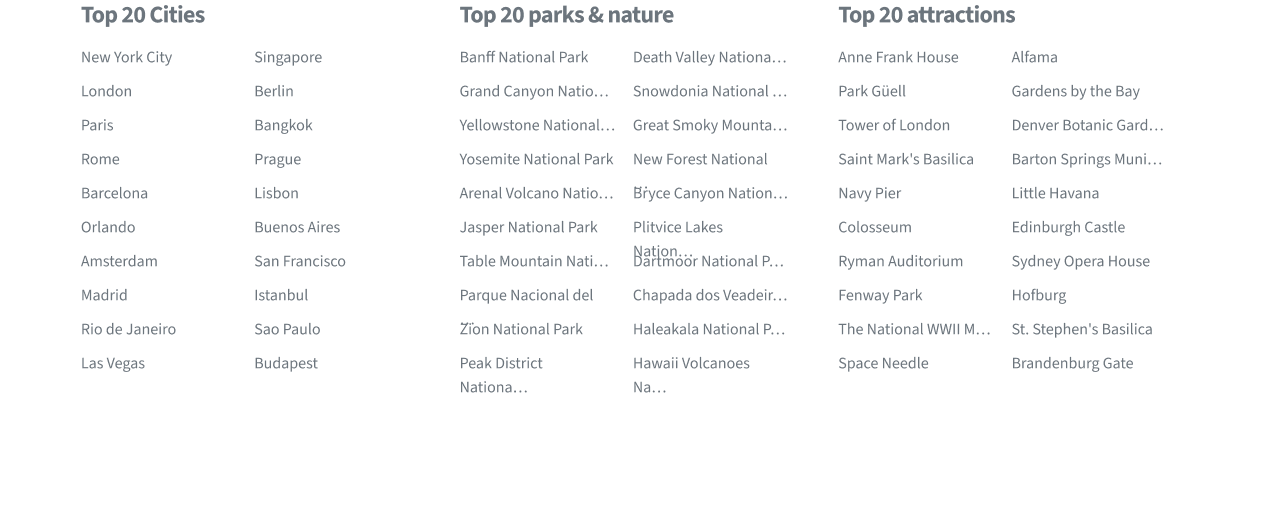 Top 20 Cities
New York City
London
Paris
Rome
Barcelona
Orlando
Amsterdam
Madrid
Rio de Janeiro
Las Vegas
Singapore
Berlin
Bangkok
Prague
Lisbon
Buenos Aires
San Francisco
Istanbul
Sao Paulo
Budapest
Top 20 parks & nature
Banff National Park
Grand Canyon Natio…
Yellowstone National…
Yosemite National Park
Arenal Volcano Natio…
Jasper National Park
Table Mountain Nati…
Parque Nacional del
…
Zion National Park
Peak District
Nationa…
Death Valley Nationa…
Snowdonia National …
Great Smoky Mounta…
New Forest National
…
Bryce Canyon Nation…
Plitvice Lakes
Nation…
Dartmoor National P…
Chapada dos Veadeir…
Haleakala National P…
Hawaii Volcanoes
Na…
Top 20 attractions
Anne Frank House
Park Güell
Tower of London
Saint Mark's Basilica
Navy Pier
Colosseum
Ryman Auditorium
Fenway Park
The National WWII M…
Space Needle
Alfama
Gardens by the Bay
Denver Botanic Gard…
Barton Springs Muni…
Little Havana
Edinburgh Castle
Sydney Opera House
Hofburg
St. Stephen's Basilica
Brandenburg Gate